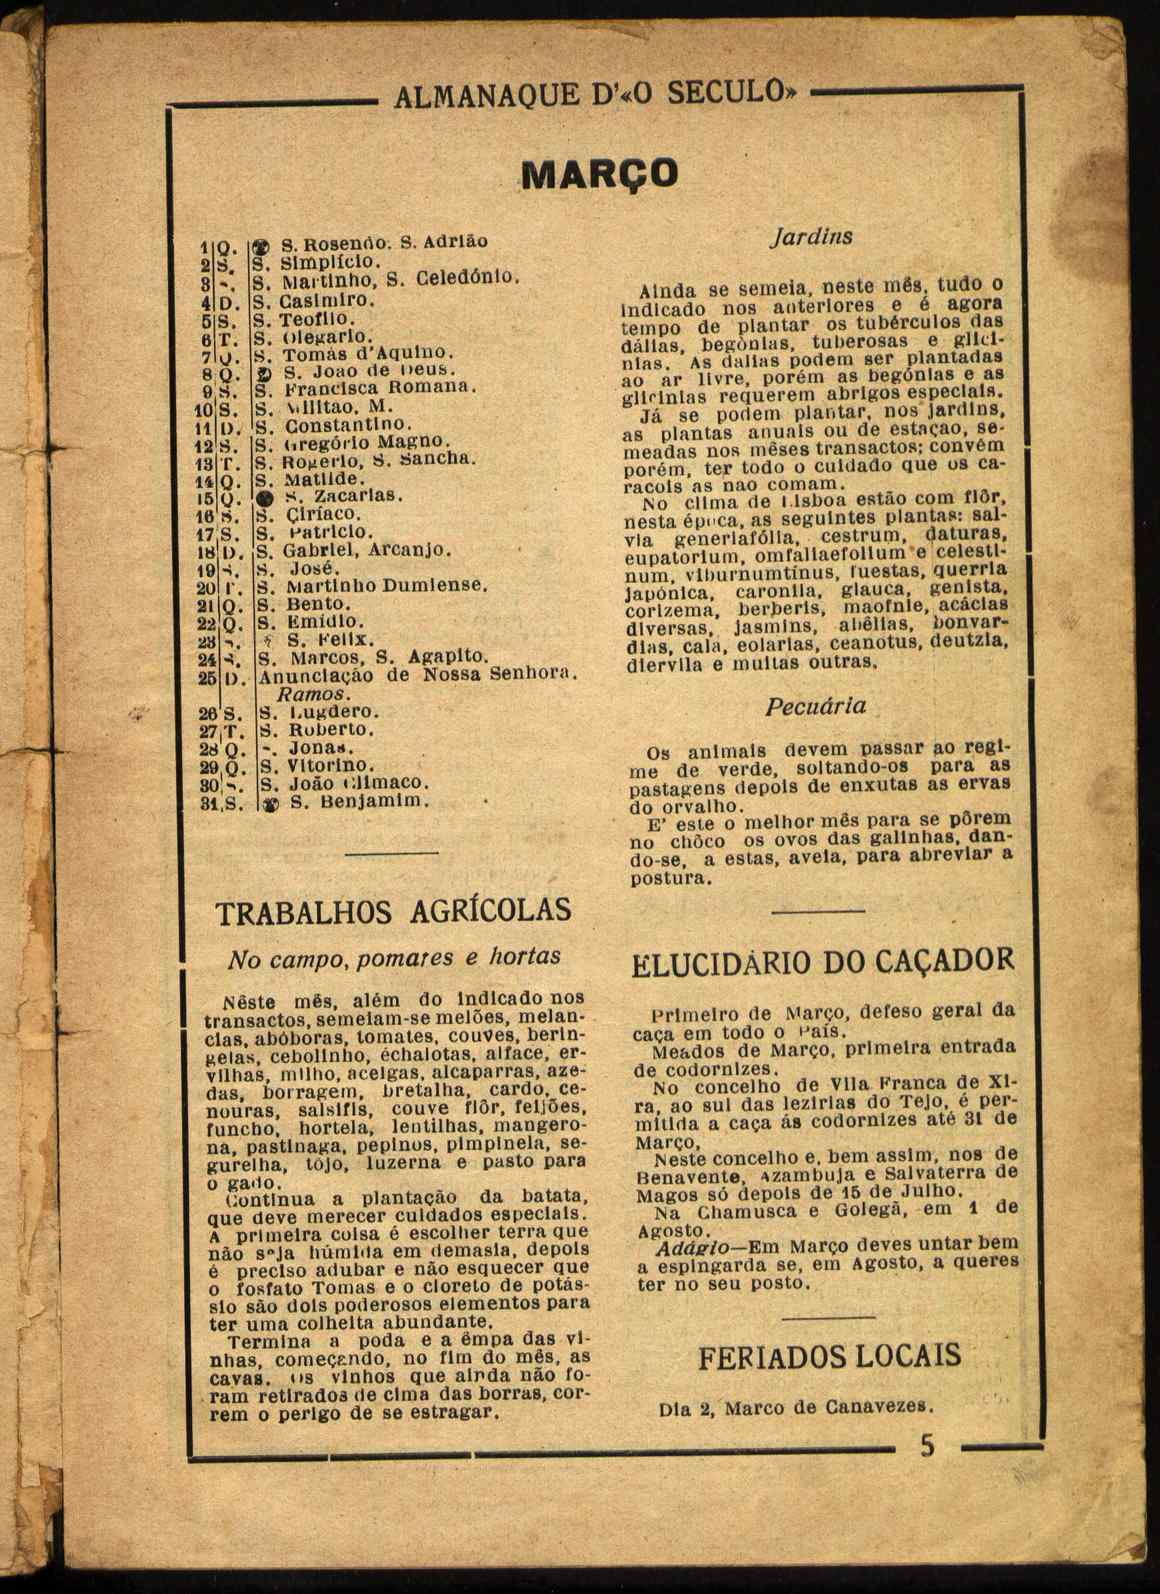 ALMANAQUE D'«O SECULO»
MARÇO
1 Q. S. Rosendo. S. Adrião
2 S. S. Simplício.
3 S. Martinho, S. Celedónio.
4 D. S. Casimiro.
5 S. S. Teofilo.
6 T. S. Olegario.
7 Q. S. Tomás d'Aquino.
8 Q. S. João de Deus.
9 S. S. Francisca Romana.
10 S. S. Militão, M.
11 D. S. Constantino.
12 S. S. Gregório Magno.
13 T. S. Rogerio, S. Sancha.
14 Q. S. Matilde.
15 Q. S. Zacarias.
16 S. S. Ciríaco.
17 S. S. Patricio.
18 D. S. Gabriel, Arcanjo.
19 S. S. José.
20 T. S. Martinho Dumiense.
21 Q. S. Bento.
22 Q. S. Emídio.
23 S. Felix.
24 S. S. Marcos, S. Agapito.
25 D. Anunciação de Nossa Senhora.
Ramos.
26 S. S. Lugdero.
27 T. S. Roberto.
28 Q. S. Jonas.
29 Q. S. Vitorino.
30 S. S. João Climaco.
31 S. S. Benjamim.
TRABALHOS AGRÍCOLAS
No campo, pomares e hortas
Nêste mês, além do indicado nos
transactos, semeiam-se melões, melan-
cias, abóboras, tomates, couves, berin-
gelas, cebolinho, échalotas, alface, er-
vilhas, milho, acelgas, alcaparras, aze-
das, borragem, bretalha, cardo, ce-
nouras, salsifis, couve flôr, feijões,
funcho, hortela, lentilhas, mangero-
na, pastinaga, pepinos, pimpinela, se-
gurelha, tôjo, luzerna e pasto para
o gado.
Continua a plantação da batata,
que deve merecer cuidados especiais.
A primeira coisa é escolher terra que
não seja húmida em demasia, depois
é preciso adubar e não esquecer que
o fosfato Tomas e o cloreto de potás-
sio são dois poderosos elementos para
ter uma colheita abundante.
Termina a poda e a êmpa das vi-
nhas, começando, no fim do mês, as
cavas. Os vinhos que ainda não fo-
ram retirados de cima das borras, cor-
rem o perigo de se estragar.
Jardins
Ainda se semeia, neste mês, tudo o
indicado nos anteriores e é agora
tempo de plantar os tubérculos das
dálias, begónias, tuberosas e glici-
nias. As dalias podem ser plantadas
ao ar livre, porém as begónias e as
glicinias requerem abrigos especiais.
Já se podem plantar, nos jardins,
as plantas anuais ou de estação, se-
meadas nos mêses transactos; convém
porém, ter todo o cuidado que os ca-
racois as nao comam.
No clima de Lisboa estão com flôr,
nesta época, as seguintes plantas: sal-
via generiafólia, cestrum, daturas,
eupatorium, omfallaefolium e celesti-
num, viburnumtinus, fuestas, querria
japónica, caronila, glauca, genista,
corizema, berberis, maofnie, acácias
diversas, jasmins, abêlias, bonvar-
dias, cala, eolarias, ceanotus, deutzia,
diervila e muitas outras.
Pecuária
Os animais devem passar ao regi-
me de verde, soltando-os para as
pastagens depois de enxutas as ervas
do orvalho.
E' este o melhor mês para se pôrem
no chôco os ovos das galinhas, dan-
do-se, a estas, aveia, para abreviar a
postura.
ELUCIDÁRIO DO CAÇADOR
Primeiro de Março, defeso geral da
caça em todo o País.
Meados de Março, primeira entrada
de codornizes.
No concelho de Vila Franca de Xi-
ra, ao sul das lezirias do Tejo, é per-
mitida a caça ás codornizes até 31 de
Março,
Neste concelho e, bem assim, nos de
Benavente, Azambuja e Salvaterra de
Magos só depois de 15 de Julho.
Na Chamusca e Golegã, em 1 de
Agosto.
Adágio—Em Março deves untar bem
a espingarda se, em Agosto, a queres
ter no seu posto.
FERIADOS LOCAIS
Dia 2, Marco de Canavezes.
5